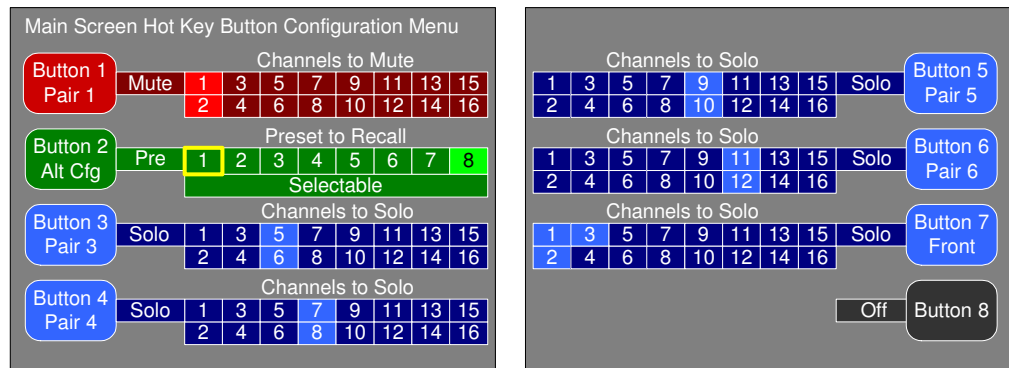 Main Screen Hot Key Button Configuration Menu
Channels to Mute
Button 1
Pair 1
Mute 1 3 5 7 9 11 13 15
2 4 6 8 10 12 14 16
Preset to Recall
Button 2
Alt Cfg
Pre 1 2 3 4 5 6 7 8
Selectable
Channels to Solo
Button 3
Pair 3
Solo 1 3 5 7 9 11 13 15
2 4 6 8 10 12 14 16
Channels to Solo
Button 4
Pair 4
Solo 1 3 5 7 9 11 13 15
2 4 6 8 10 12 14 16
Channels to Solo
1 3 5 7 9 11 13 15 Solo
2 4 6 8 10 12 14 16
Button 5
Pair 5
Channels to Solo
1 3 5 7 9 11 13 15 Solo
2 4 6 8 10 12 14 16
Button 6
Pair 6
Channels to Solo
1 3 5 7 9 11 13 15 Solo
2 4 6 8 10 12 14 16
Button 7
Front
Off
Button 8